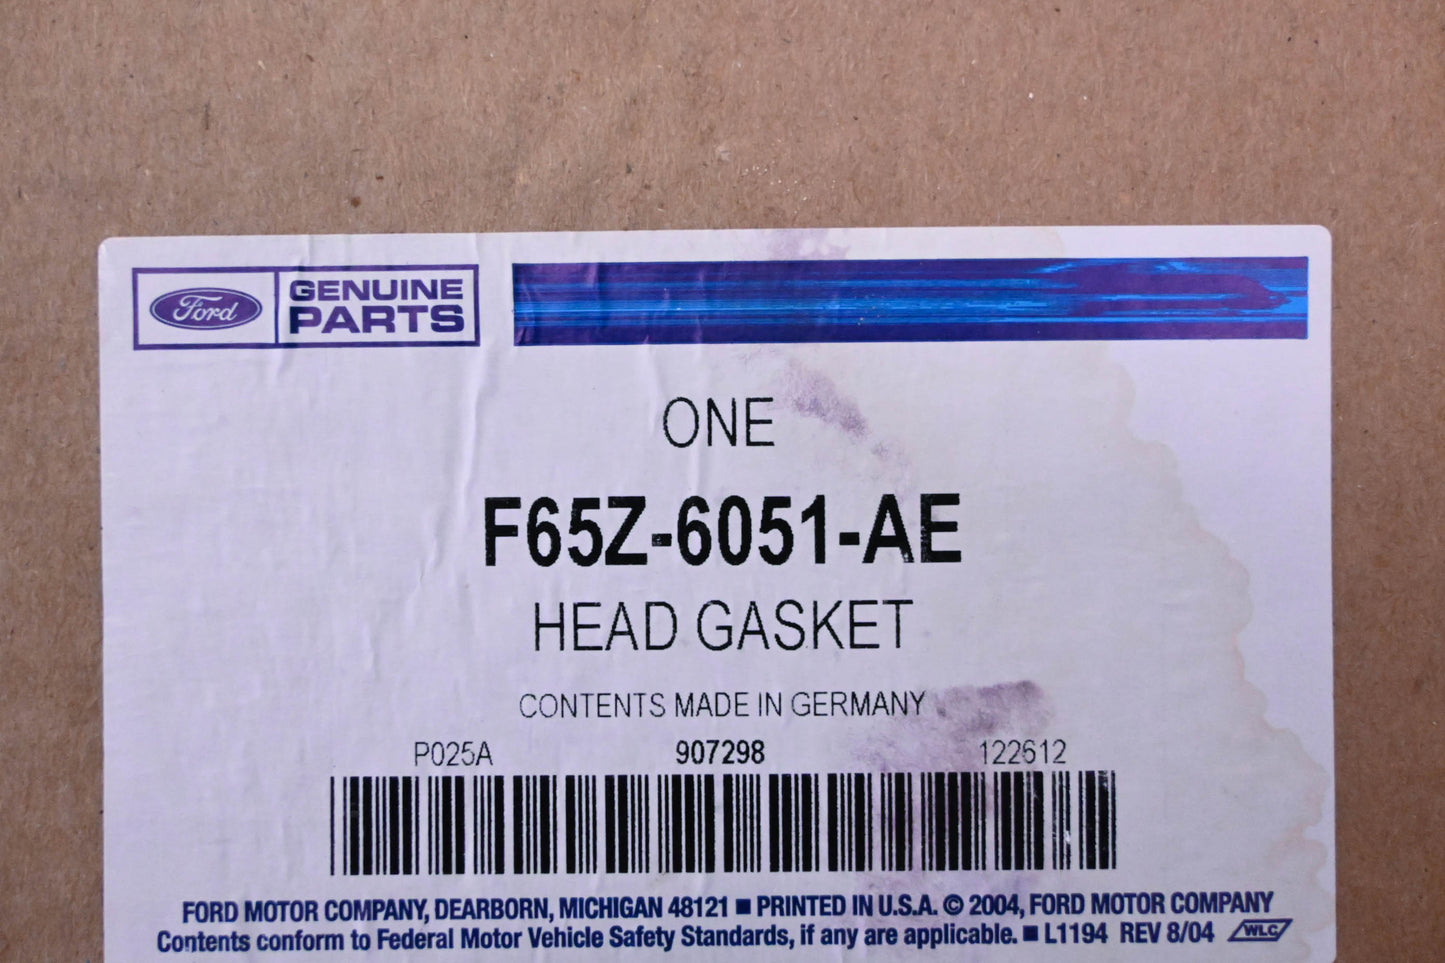 Ford GENUINE
PARTS
ONE
F65Z-6051-AE
HEAD GASKET
CONTENTS MADE IN GERMANY
P025A 907298 122612
FORD MOTOR COMPANY, DEARBORN, MICHIGAN 48121 ■ PRINTED IN U.S.A. © 2004, FORD MOTOR COMPANY
Contents conform to Federal Motor Vehicle Safety Standards, if any are applicable. ■ L1194 REV 8/04 WLC